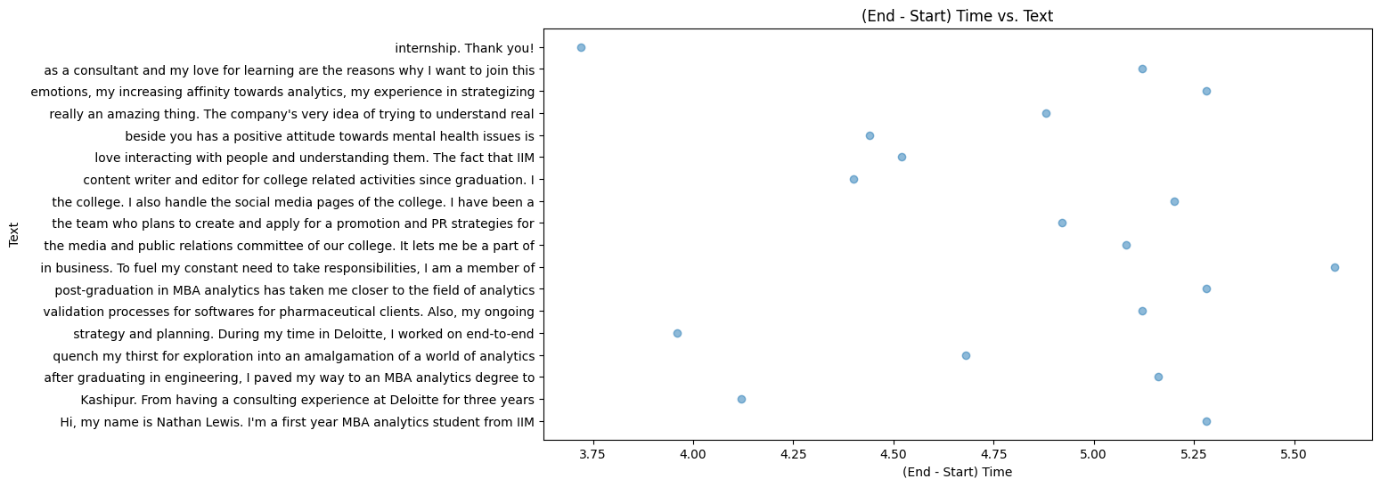 (End - Start) Time vs. Text
internship. Thank you!
as a consultant and my love for learning are the reasons why I want to join this
emotions, my increasing affinity towards analytics, my experience in strategizing
really an amazing thing. The company's very idea of trying to understand real
beside you has a positive attitude towards mental health issues is
love interacting with people and understanding them. The fact that IIM
content writer and editor for college related activities since graduation. I
the college. I also handle the social media pages of the college. I have been a
the team who plans to create and apply for a promotion and PR strategies for
the media and public relations committee of our college. It lets me be a part of
in business. To fuel my constant need to take responsibilities, I am a member of
post-graduation in MBA analytics has taken me closer to the field of analytics
validation processes for softwares for pharmaceutical clients. Also, my ongoing
strategy and planning. During my time in Deloitte, I worked on end-to-end
quench my thirst for exploration into an amalgamation of a world of analytics
after graduating in engineering, I paved my way to an MBA analytics degree to
Kashipur. From having a consulting experience at Deloitte for three years
Hi, my name is Nathan Lewis. I'm a first year MBA analytics student from IIM
Text
3.75 4.00 4.25 4.50 4.75 5.00 5.25 5.50
(End - Start) Time